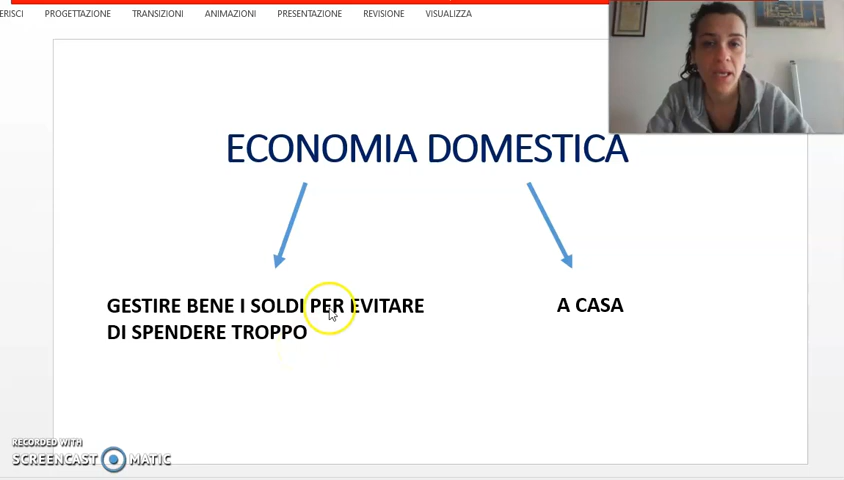 ERISCI PROGETTAZIONE TRANSIZIONI ANIMAZIONI PRESENTAZIONE REVISIONE VISUALIZZA
ECONOMIA DOMESTICA
GESTIRE BENE I SOLDI PER EVITARE
DI SPENDERE TROPPO
A CASA
RECORDED WITH
SCREENCAST MATIC